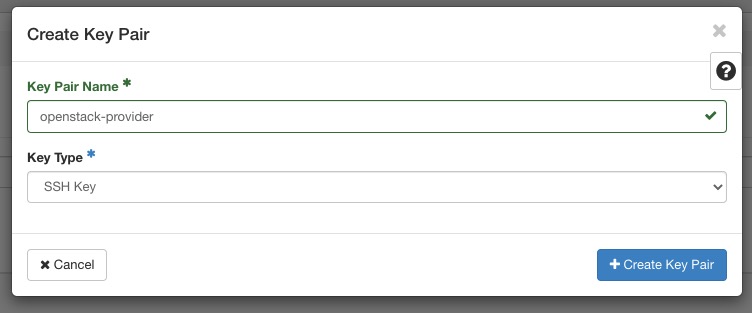 Create Key Pair
Key Pair Name *
openstack-provider
Key Type *
SSH Key
Cancel
Create Key Pair